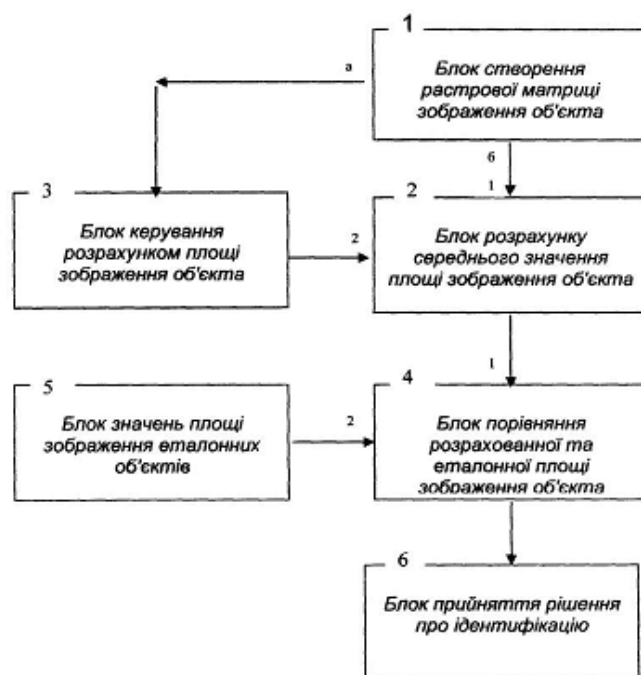 1
Блок створення
растрової матриці
зображення об'єкта
а
б
3
Блок керування
розрахунком площі
зображення об'єкта
2
1
2
Блок розрахунку
середнього значення
площі зображення об'єкта
1
5
Блок значень площі
зображення еталонних
об'єктів
2
4
Блок порівняння
розрахованної та
еталонної площі
зображення об'єкта
6
Блок прийняття рішення
про ідентифікацію